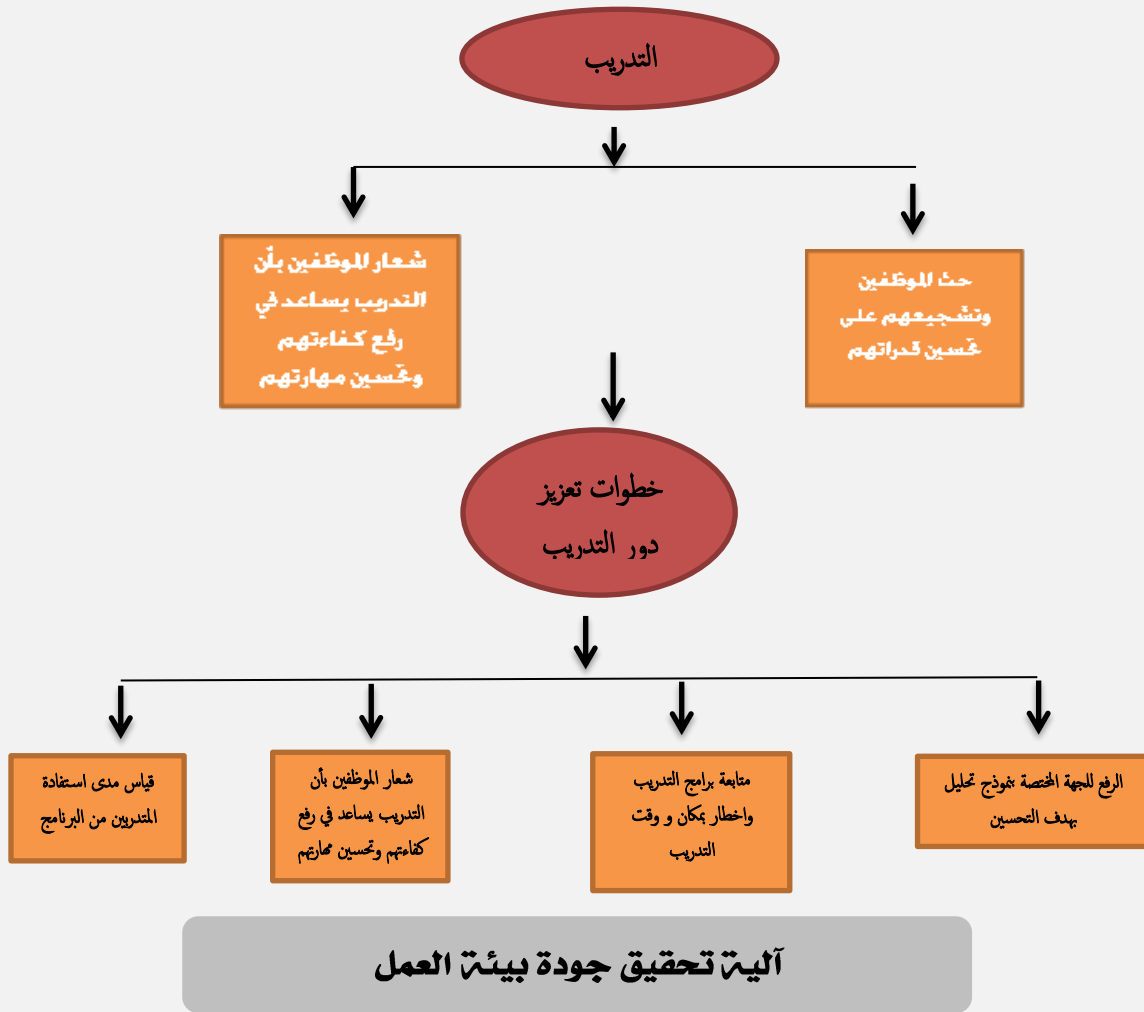 التدريب
حث الموظفين
وتشجيعهم على
تحسين قدراتهم
شعار الموظفين بأن
التدريب يساعد في
رفع كفاءتهم
وتحسين مهارتهم
خطوات تعزيز
دور التدريب
الرفع للجهة المختصة بنموذج تحليل
بهدف التحسين
متابعة برامج التدريب
واخطار بمكان و وقت
التدريب
شعار الموظفين بأن
التدريب يساعد في رفع
كفاءتهم وتحسين مهارتهم
قياس مدى استفادة
المتدربين من البرنامج
آلية تحقيق جودة بيئة العمل